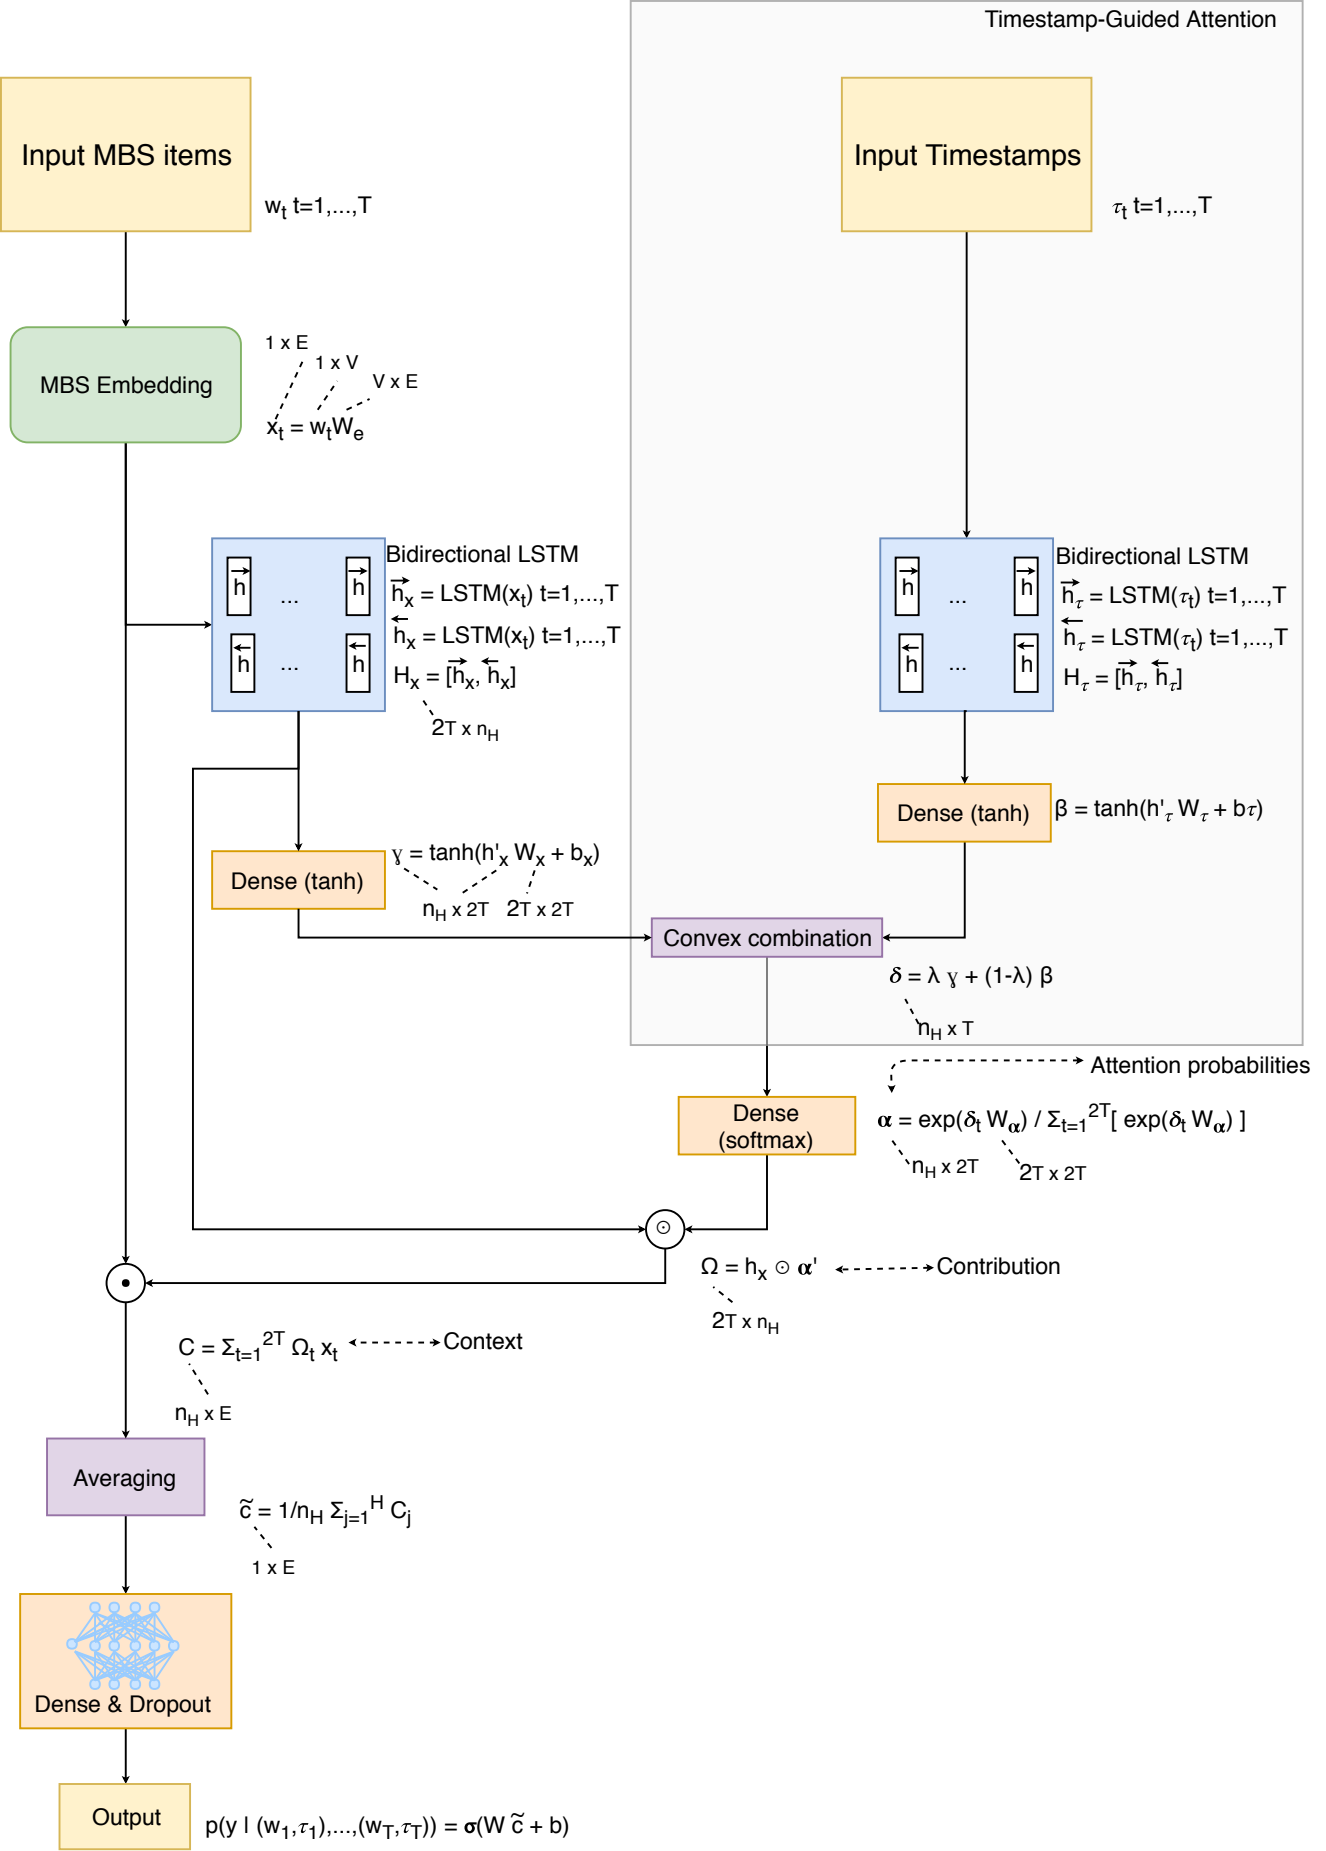 Timestamp-Guided Attention
Input MBS items
w_t t=1,...,T
Input Timestamps
τ_t t=1,...,T
MBS Embedding
1 x E
1 x V
V x E
x_t = w_tW_e
h
...
h
h
...
h
Bidirectional LSTM
→h_x = LSTM(x_t) t=1,...,T
←h_x = LSTM(x_t) t=1,...,T
H_x = [→h_x, ←h_x]
2T x n_H
h
...
h
h
...
h
Bidirectional LSTM
→h_τ = LSTM(τ_t) t=1,...,T
←h_τ = LSTM(τ_t) t=1,...,T
H_τ = [→h_τ, ←h_τ]
Dense (tanh)
β = tanh(h'_τ W_τ + bτ)
Dense (tanh)
ɣ = tanh(h'_x W_x + b_x)
n_H x 2T
2T x 2T
Convex combination
δ = λ ɣ + (1-λ) β
n_H x T
Attention probabilities
Dense
(softmax)
α = exp(δ_t W_α) / Σ_{t=1}^{2T}[ exp(δ_t W_α) ]
n_H x 2T
2T x 2T
⊙
Ω = h_x ⊙ α'
Contribution
2T x n_H
C = Σ_{t=1}^{2T} Ω_t x_t
Context
n_H x E
Averaging
c̃ = 1/n_H Σ_{j=1}^H C_j
1 x E
Dense & Dropout
Output
p(y | (w_1,τ_1),...,(w_T,τ_T)) = σ(W c̃ + b)